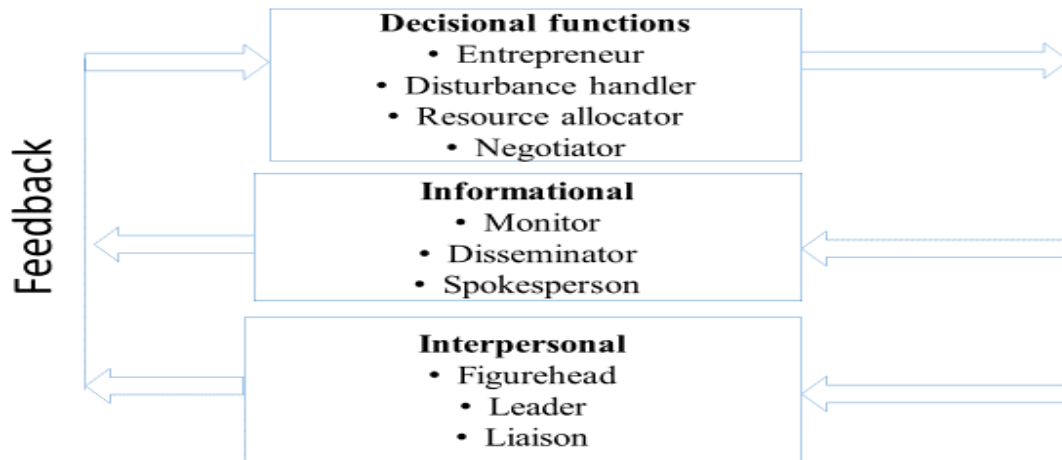 Feedback
Decisional functions
• Entrepreneur
• Disturbance handler
• Resource allocator
• Negotiator
Informational
• Monitor
• Disseminator
• Spokesperson
Interpersonal
• Figurehead
• Leader
• Liaison